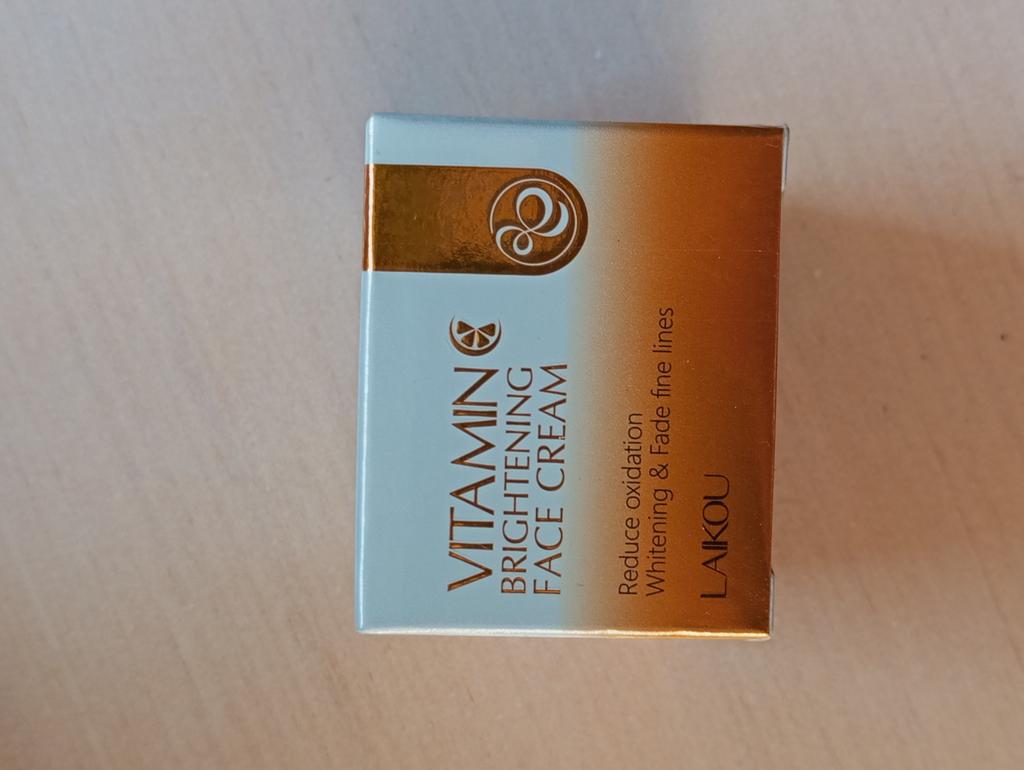 VITAMIN C
BRIGHTENING
FACE CREAM
Reduce oxidation
Whitening & Fade fine lines
LAIKOU